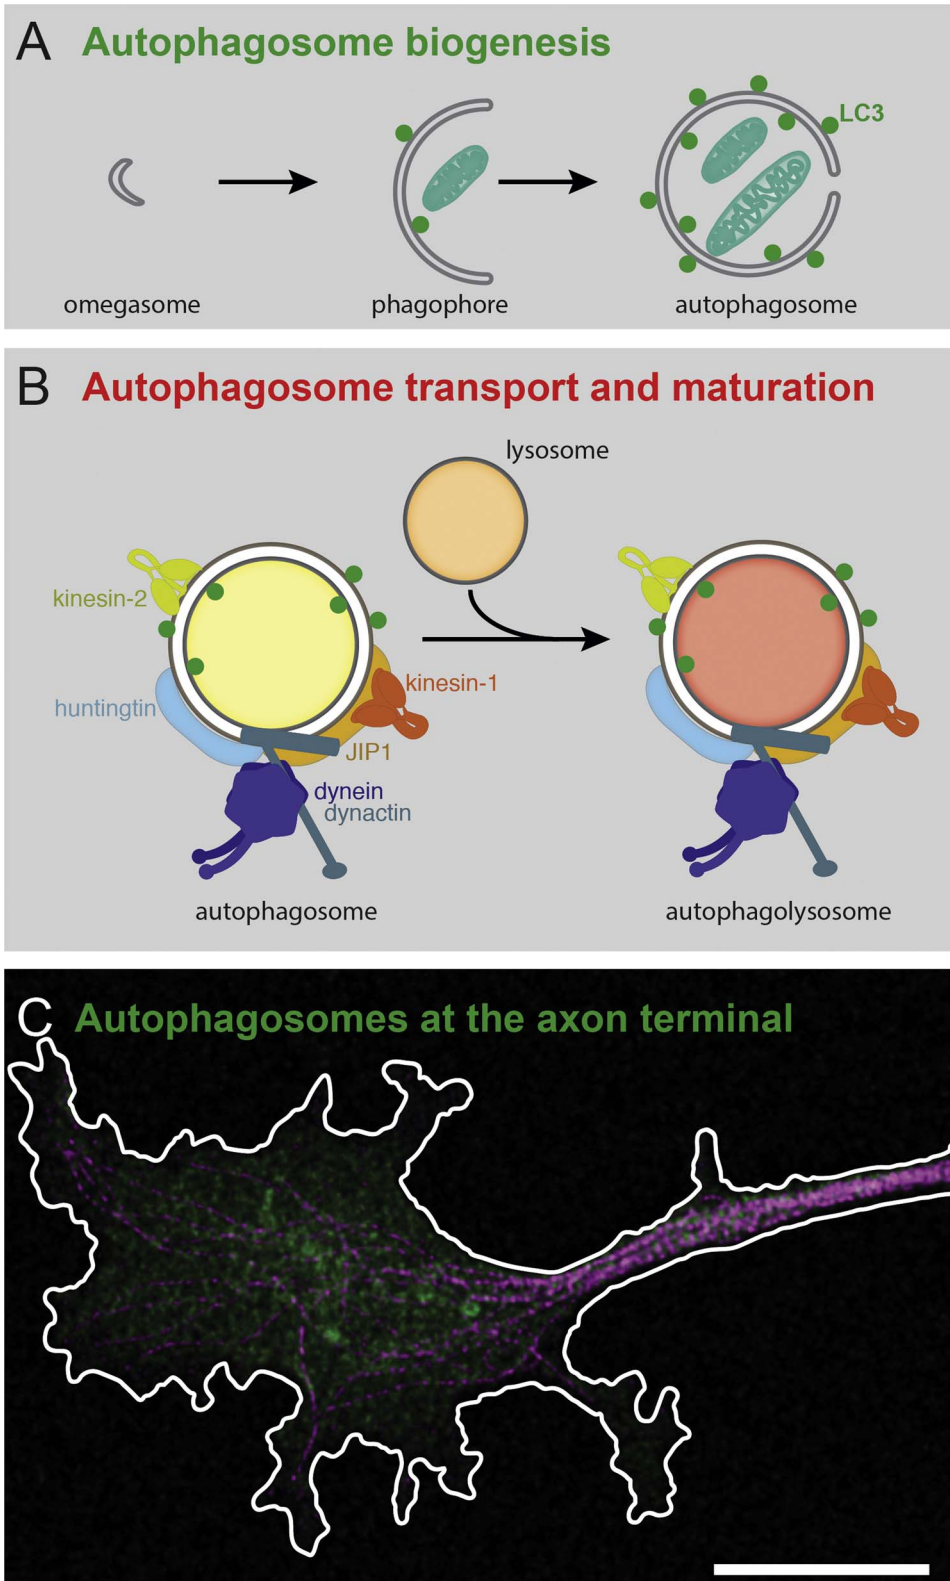 A Autophagosome biogenesis
LC3
omegasome
phagophore
autophagosome
B Autophagosome transport and maturation
lysosome
kinesin-2
kinesin-1
huntingtin
JIP1
dynein
dynactin
autophagosome
autophagolysosome
C Autophagosomes at the axon terminal